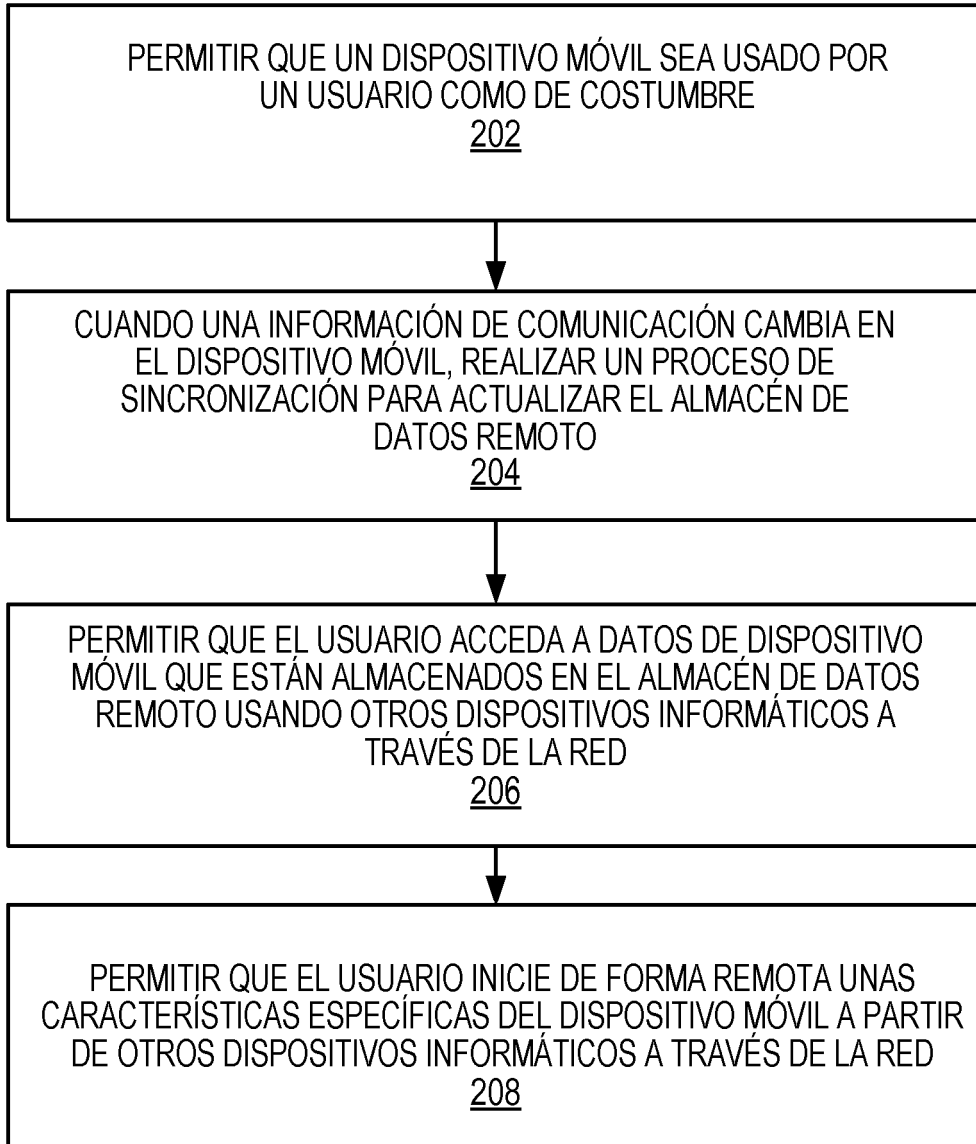 PERMITIR QUE UN DISPOSITIVO MÓVIL SEA USADO POR
UN USUARIO COMO DE COSTUMBRE
202
CUANDO UNA INFORMACIÓN DE COMUNICACIÓN CAMBIA EN
EL DISPOSITIVO MÓVIL, REALIZAR UN PROCESO DE
SINCRONIZACIÓN PARA ACTUALIZAR EL ALMACÉN DE
DATOS REMOTO
204
PERMITIR QUE EL USUARIO ACCEDA A DATOS DE DISPOSITIVO
MÓVIL QUE ESTÁN ALMACENADOS EN EL ALMACÉN DE DATOS
REMOTO USANDO OTROS DISPOSITIVOS INFORMÁTICOS A
TRAVÉS DE LA RED
206
PERMITIR QUE EL USUARIO INICIE DE FORMA REMOTA UNAS
CARACTERÍSTICAS ESPECÍFICAS DEL DISPOSITIVO MÓVIL A PARTIR
DE OTROS DISPOSITIVOS INFORMÁTICOS A TRAVÉS DE LA RED
208